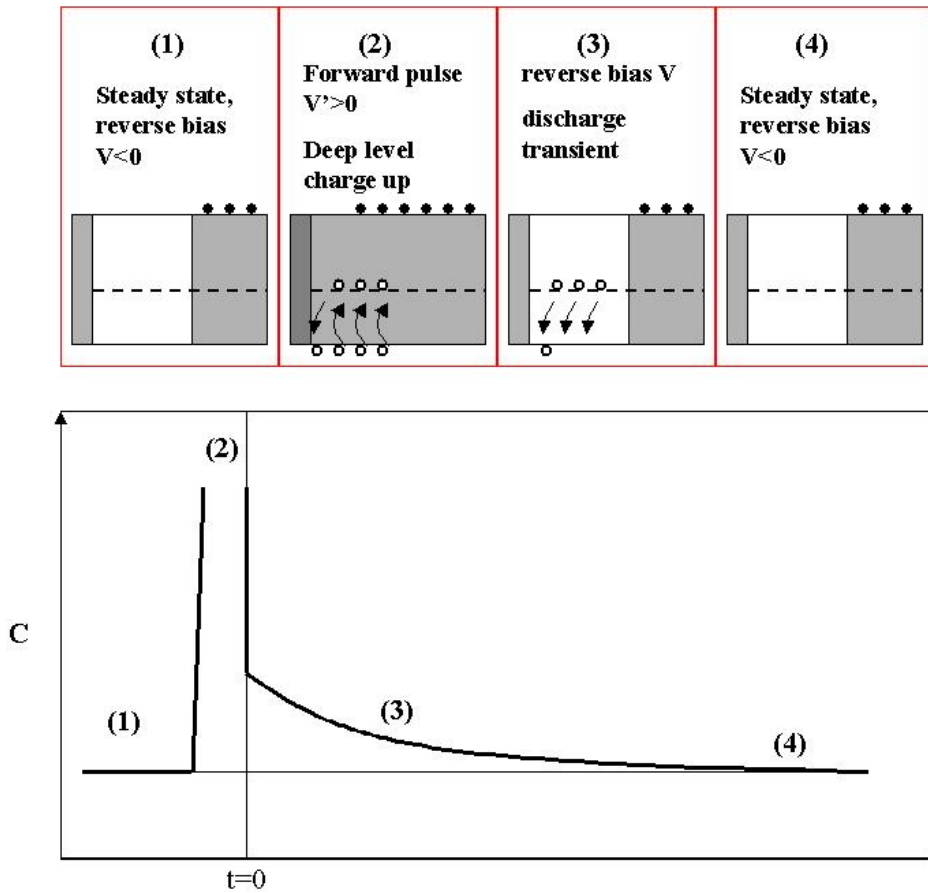 (1)
Steady state,
reverse bias
V<0
(2)
Forward pulse
V’>0
Deep level
charge up
(3)
reverse bias V
discharge
transient
(4)
Steady state,
reverse bias
V<0
(2)
C
(1)
(3)
(4)
t=0